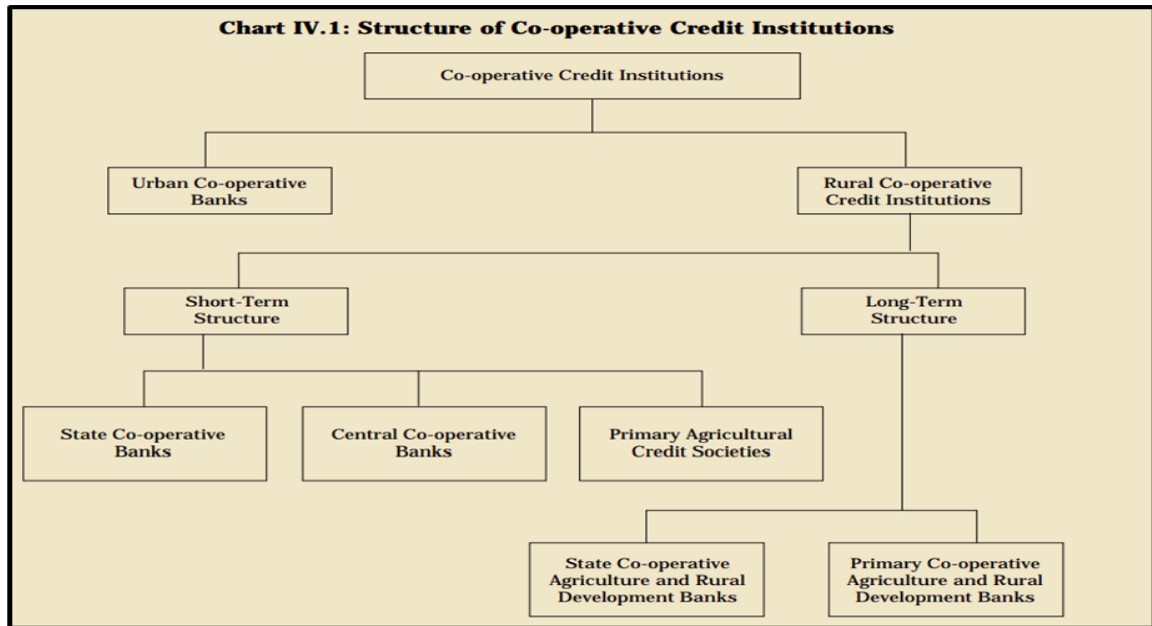 Chart IV.1: Structure of Co-operative Credit Institutions
Co-operative Credit Institutions
Urban Co-operative
Banks
Rural Co-operative
Credit Institutions
Short-Term
Structure
Long-Term
Structure
State Co-operative
Banks
Central Co-operative
Banks
Primary Agricultural
Credit Societies
State Co-operative
Agriculture and Rural
Development Banks
Primary Co-operative
Agriculture and Rural
Development Banks